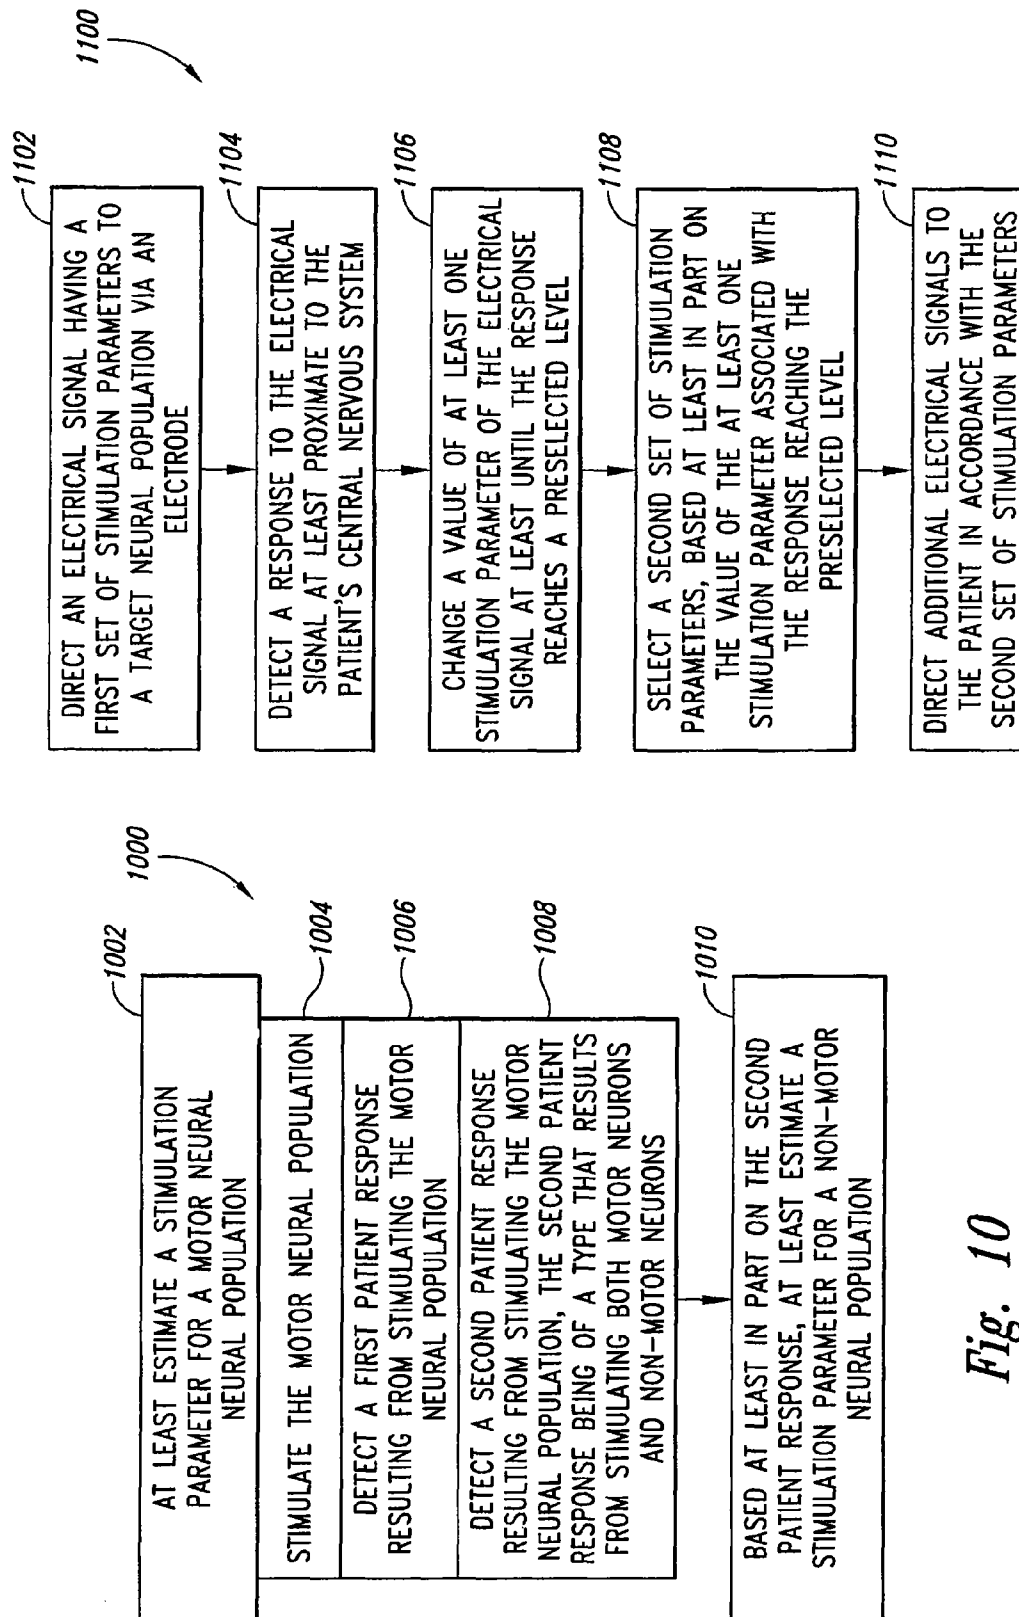 1000
1002
AT LEAST ESTIMATE A STIMULATION
PARAMETER FOR A MOTOR NEURAL
NEURAL POPULATION
1004
STIMULATE THE MOTOR NEURAL POPULATION
1006
DETECT A FIRST PATIENT RESPONSE
RESULTING FROM STIMULATING THE MOTOR
NEURAL POPULATION
1008
DETECT A SECOND PATIENT RESPONSE
RESULTING FROM STIMULATING THE MOTOR
NEURAL POPULATION, THE SECOND PATIENT
RESPONSE BEING OF A TYPE THAT RESULTS
FROM STIMULATING BOTH MOTOR NEURONS
AND NON-MOTOR NEURONS
1010
BASED AT LEAST IN PART ON THE SECOND
PATIENT RESPONSE, AT LEAST ESTIMATE A
STIMULATION PARAMETER FOR A NON-MOTOR
NEURAL POPULATION
Fig. 10
1100
1102
DIRECT AN ELECTRICAL SIGNAL HAVING A
FIRST SET OF STIMULATION PARAMETERS TO
A TARGET NEURAL POPULATION VIA AN
ELECTRODE
1104
DETECT A RESPONSE TO THE ELECTRICAL
SIGNAL AT LEAST PROXIMATE TO THE
PATIENT'S CENTRAL NERVOUS SYSTEM
1106
CHANGE A VALUE OF AT LEAST ONE
STIMULATION PARAMETER OF THE ELECTRICAL
SIGNAL AT LEAST UNTIL THE RESPONSE
REACHES A PRESELECTED LEVEL
1108
SELECT A SECOND SET OF STIMULATION
PARAMETERS, BASED AT LEAST IN PART ON
THE VALUE OF THE AT LEAST ONE
STIMULATION PARAMETER ASSOCIATED WITH
THE RESPONSE REACHING THE
PRESELECTED LEVEL
1110
DIRECT ADDITIONAL ELECTRICAL SIGNALS TO
THE PATIENT IN ACCORDANCE WITH THE
SECOND SET OF STIMULATION PARAMETERS